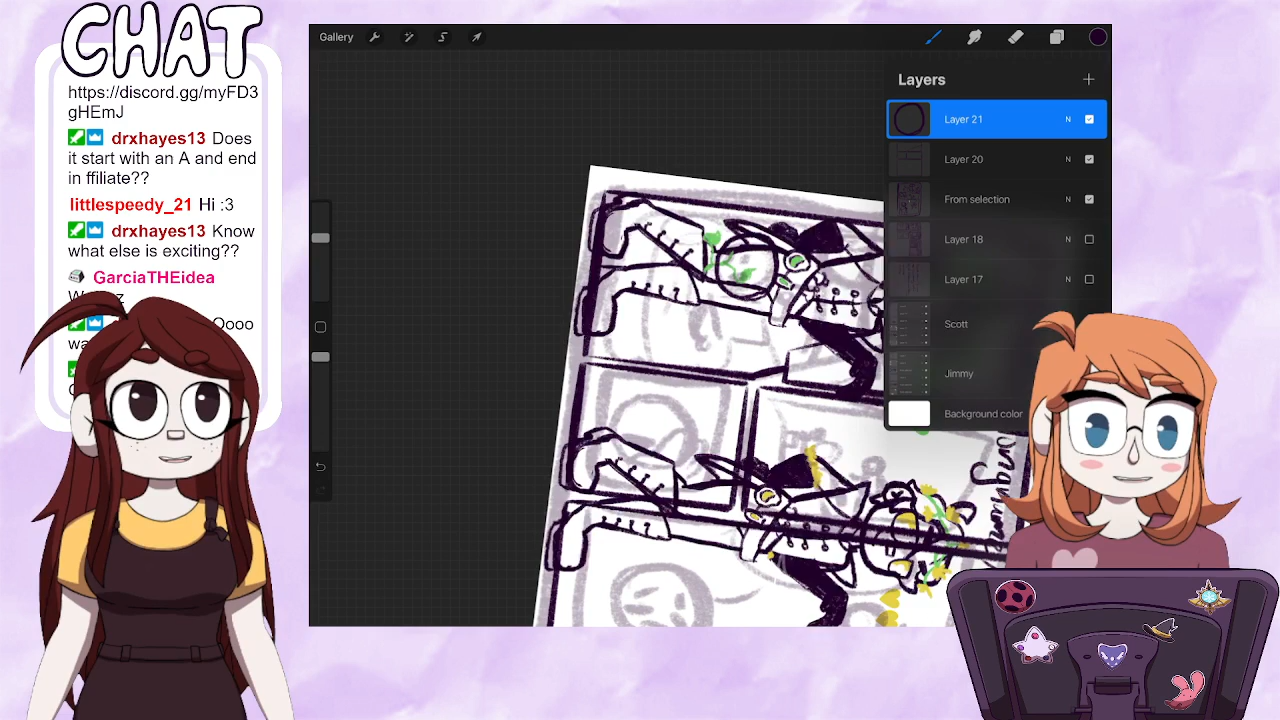 CHAT
https://discord.gg/myFD3
gHEmJ
drxhayes13 Does
it start with an A and end
in ffiliate??
littlespeedy_21 Hi :3
drxhayes13 Know
what else is exciting??
GarciaTHEidea
Oooo
Gallery
Layers
Layer 21 N
Layer 20 N
From selection N
Layer 18 N
Layer 17 N
Scott
Jimmy
Background color